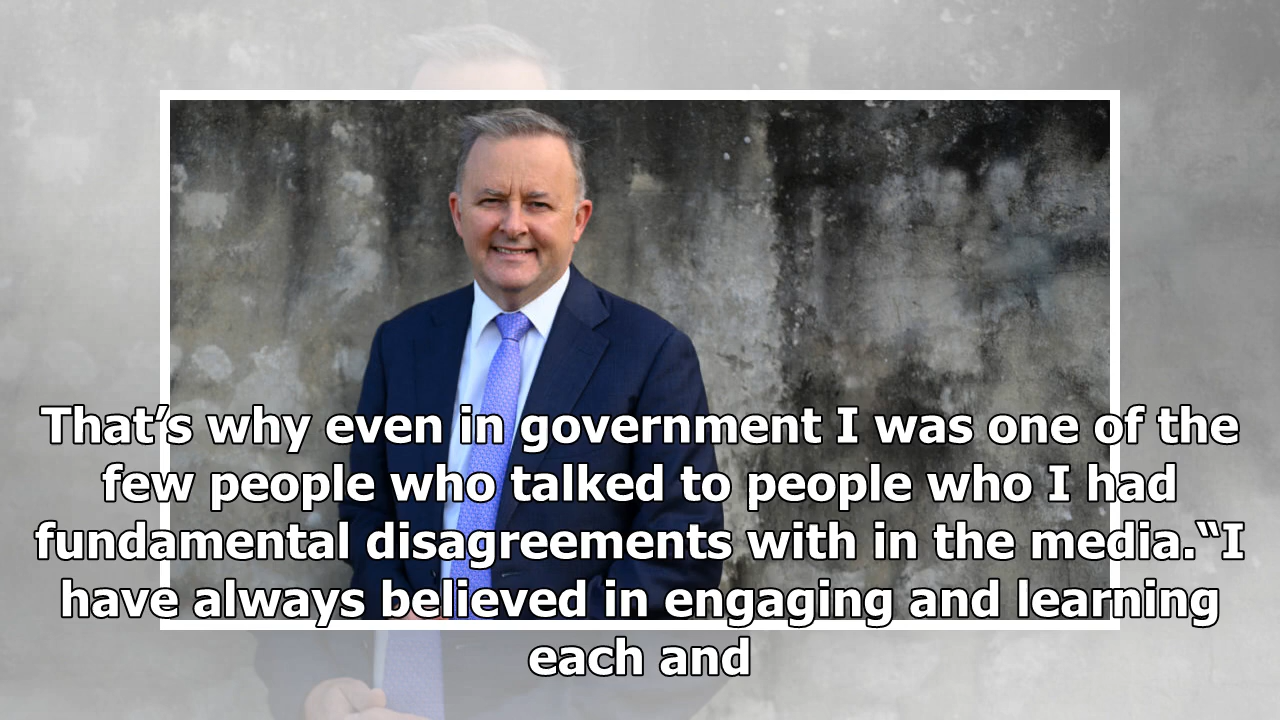 That’s why even in government I was one of the
few people who talked to people who I had
fundamental disagreements with in the media.“I
have always believed in engaging and learning
each and